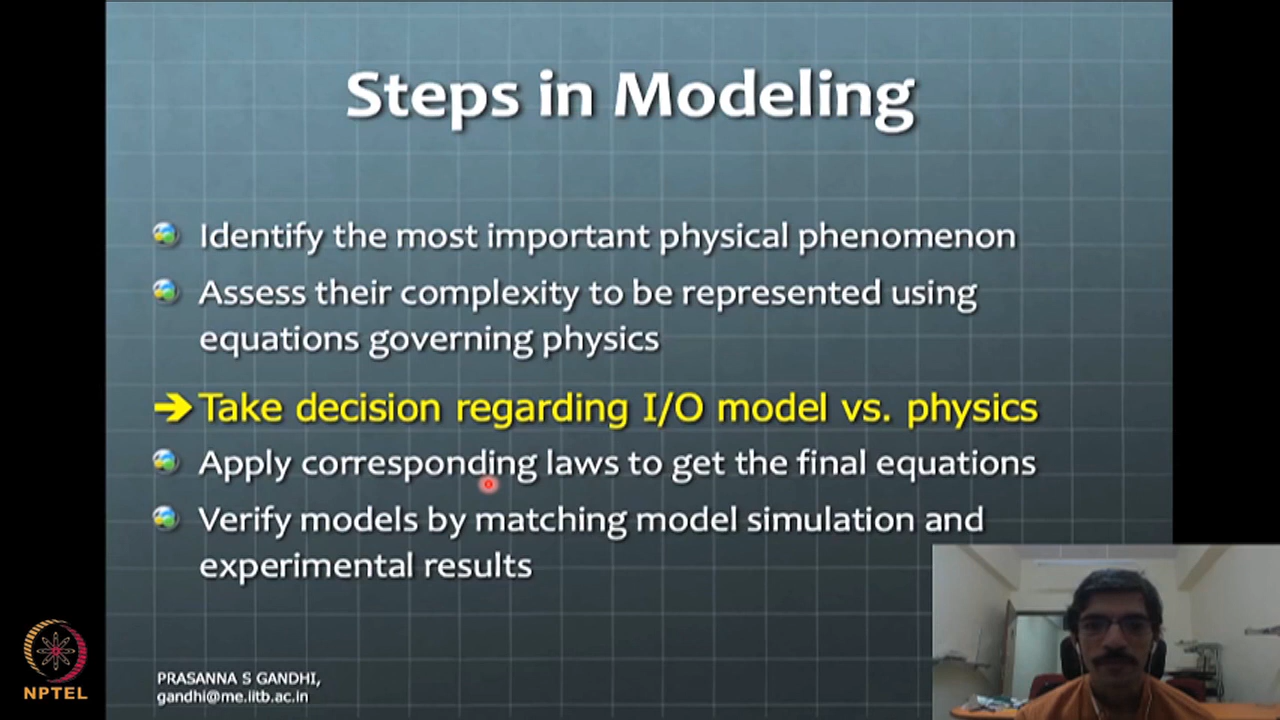 Steps in Modeling
Identify the most important physical phenomenon
Assess their complexity to be represented using
equations governing physics
Take decision regarding I/O model vs. physics
Apply corresponding laws to get the final equations
Verify models by matching model simulation and
experimental results
PRASANNA S GANDHI,
gandhi@me.iitb.ac.in
NPTEL